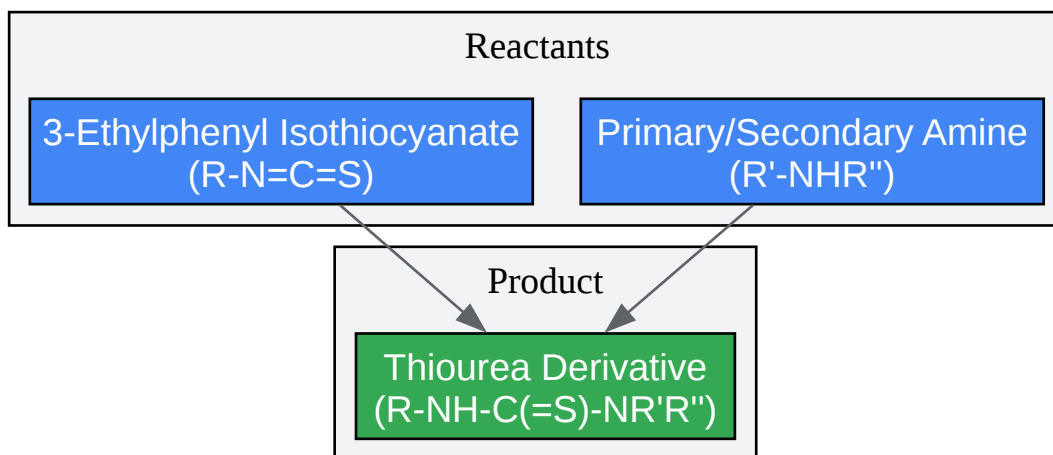 Reactants
3-Ethylphenyl Isothiocyanate
(R-N=C=S)
Primary/Secondary Amine
(R'-NHR")
Product
Thiourea Derivative
(R-NH-C(=S)-NR'R")